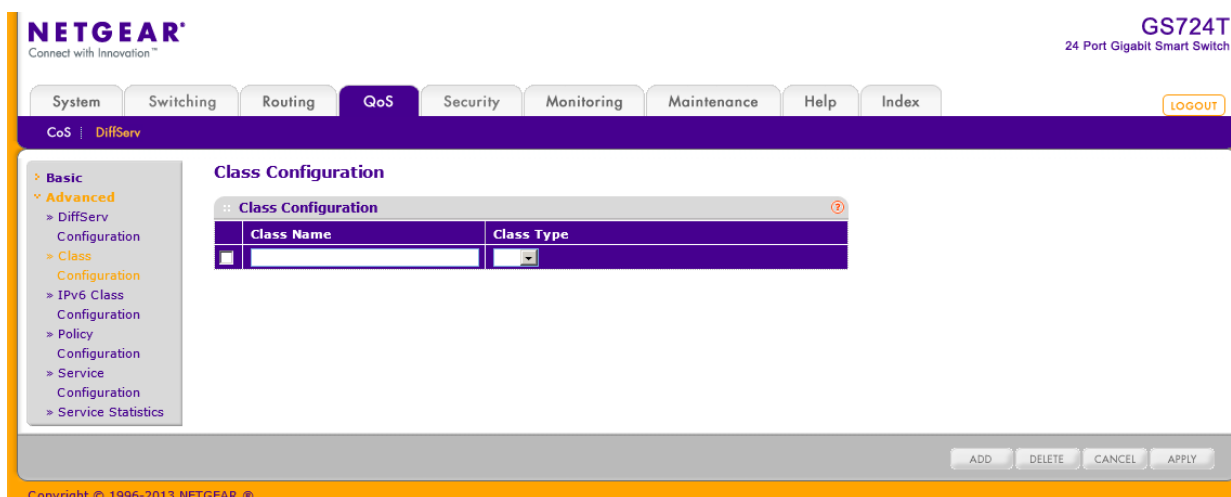 NETGEAR®
Connect with Innovation™
GS724T
24 Port Gigabit Smart Switch
System
Switching
Routing
QoS
Security
Monitoring
Maintenance
Help
Index
LOGOUT
CoS
DiffServ
Basic
Advanced
» DiffServ
Configuration
» Class
Configuration
» IPv6 Class
Configuration
» Policy
Configuration
» Service
Configuration
» Service Statistics
Class Configuration
Class Configuration
?
Class Name
Class Type
ADD
DELETE
CANCEL
APPLY
Copyright © 1996-2013 NETGEAR ®